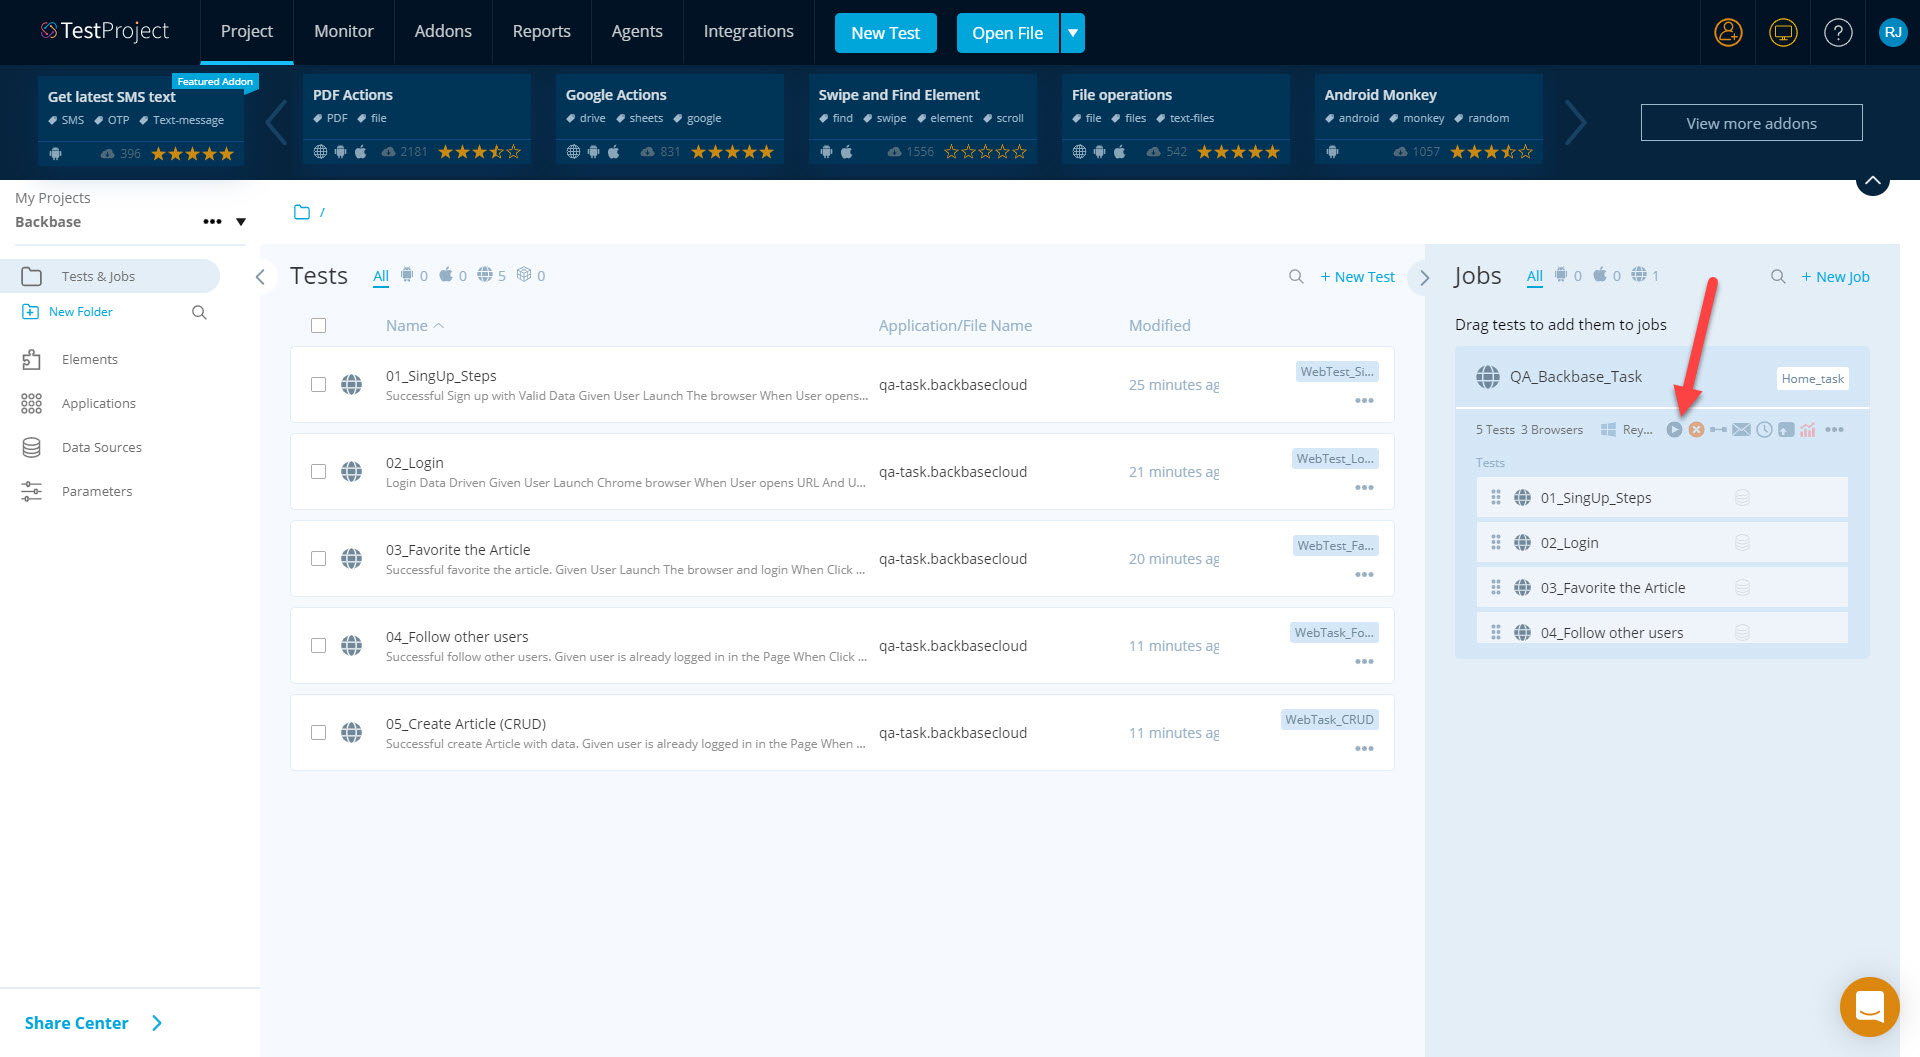 TestProject
Project
Monitor
Addons
Reports
Agents
Integrations
New Test
Open File
?
RJ
Featured Addon
Get latest SMS text
SMS OTP Text-message
396
PDF Actions
PDF file
2181
Google Actions
drive sheets google
831
Swipe and Find Element
find swipe element scroll
1556
File operations
file files text-files
542
Android Monkey
android monkey random
1057
View more addons
My Projects
Backbase
Tests & Jobs
New Folder
Elements
Applications
Data Sources
Parameters
Share Center
/
Tests All 0 0 5 0
+ New Test
Name Application/File Name Modified
01_SingUp_Steps
Successful Sign up with Valid Data Given User Launch The browser When User opens...
qa-task.backbasecloud
25 minutes ag
WebTest_Si...
02_Login
Login Data Driven Given User Launch Chrome browser When User opens URL And U...
qa-task.backbasecloud
21 minutes ag
WebTest_Lo...
03_Favorite the Article
Successful favorite the article. Given User Launch The browser and login When Click ...
qa-task.backbasecloud
20 minutes ag
WebTest_Fa...
04_Follow other users
Successful follow other users. Given user is already logged in in the Page When Click ...
qa-task.backbasecloud
11 minutes ag
WebTask_Fo...
05_Create Article (CRUD)
Successful create Article with data. Given user is already logged in in the Page When ...
qa-task.backbasecloud
11 minutes ag
WebTask_CRUD
Jobs All 0 0 1
+ New Job
Drag tests to add them to jobs
QA_Backbase_Task
Home_task
5 Tests 3 Browsers Rey...
Tests
01_SingUp_Steps
02_Login
03_Favorite the Article
04_Follow other users